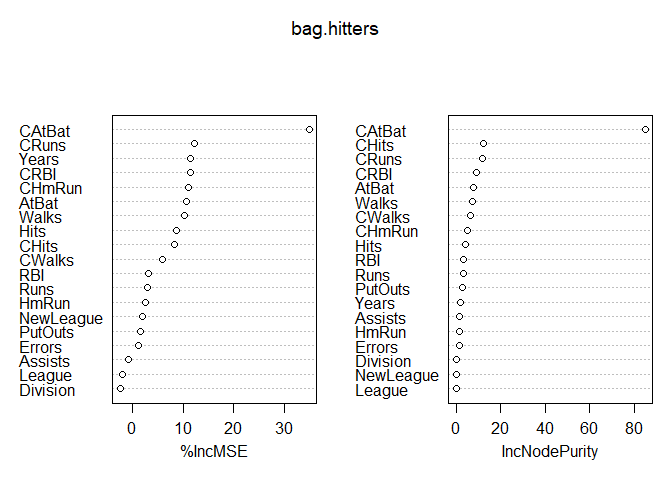 bag.hitters
CAtBat
CRuns
Years
CRBI
CHmRun
AtBat
Walks
Hits
CHits
CWalks
RBI
Runs
HmRun
NewLeague
PutOuts
Errors
Assists
League
Division
0 10 20 30
%IncMSE
CAtBat
CHits
CRuns
CRBI
AtBat
Walks
CWalks
CHmRun
Hits
RBI
Runs
PutOuts
Years
Assists
HmRun
Errors
Division
NewLeague
League
0 20 40 60 80
IncNodePurity